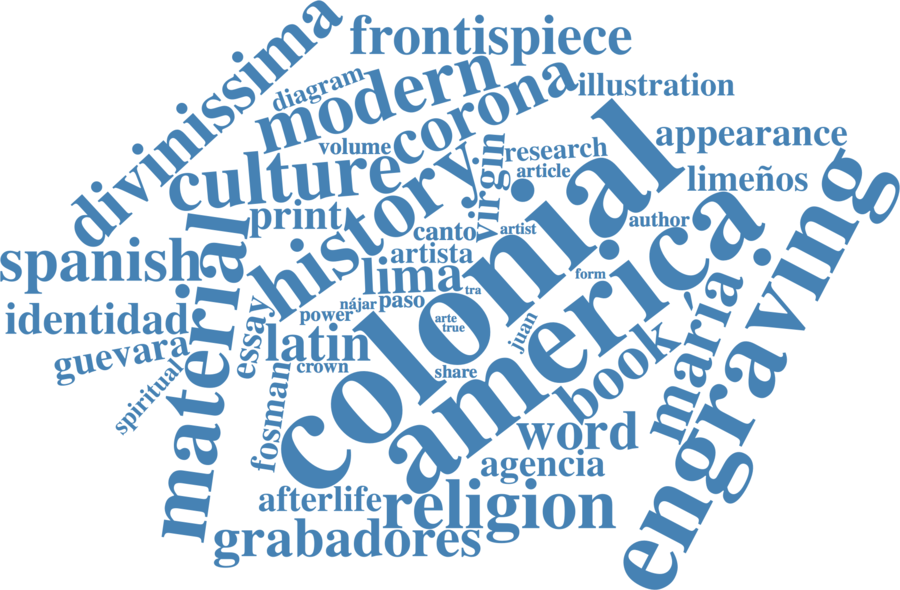 frontispiece
divinissima
modern
diagram
corona
illustration
appearance
volume
culture
virgin
research
article
limeños
history
print
colonial
author
engraving
canto
artist
america
spanish
material
artista
lima
form
tra
paso
nájar
power
identidad
guevara
essay
latin
arte
true
juan
maría
book
crown
share
spiritual
fosman
word
agencia
afterlife
religion
grabadores